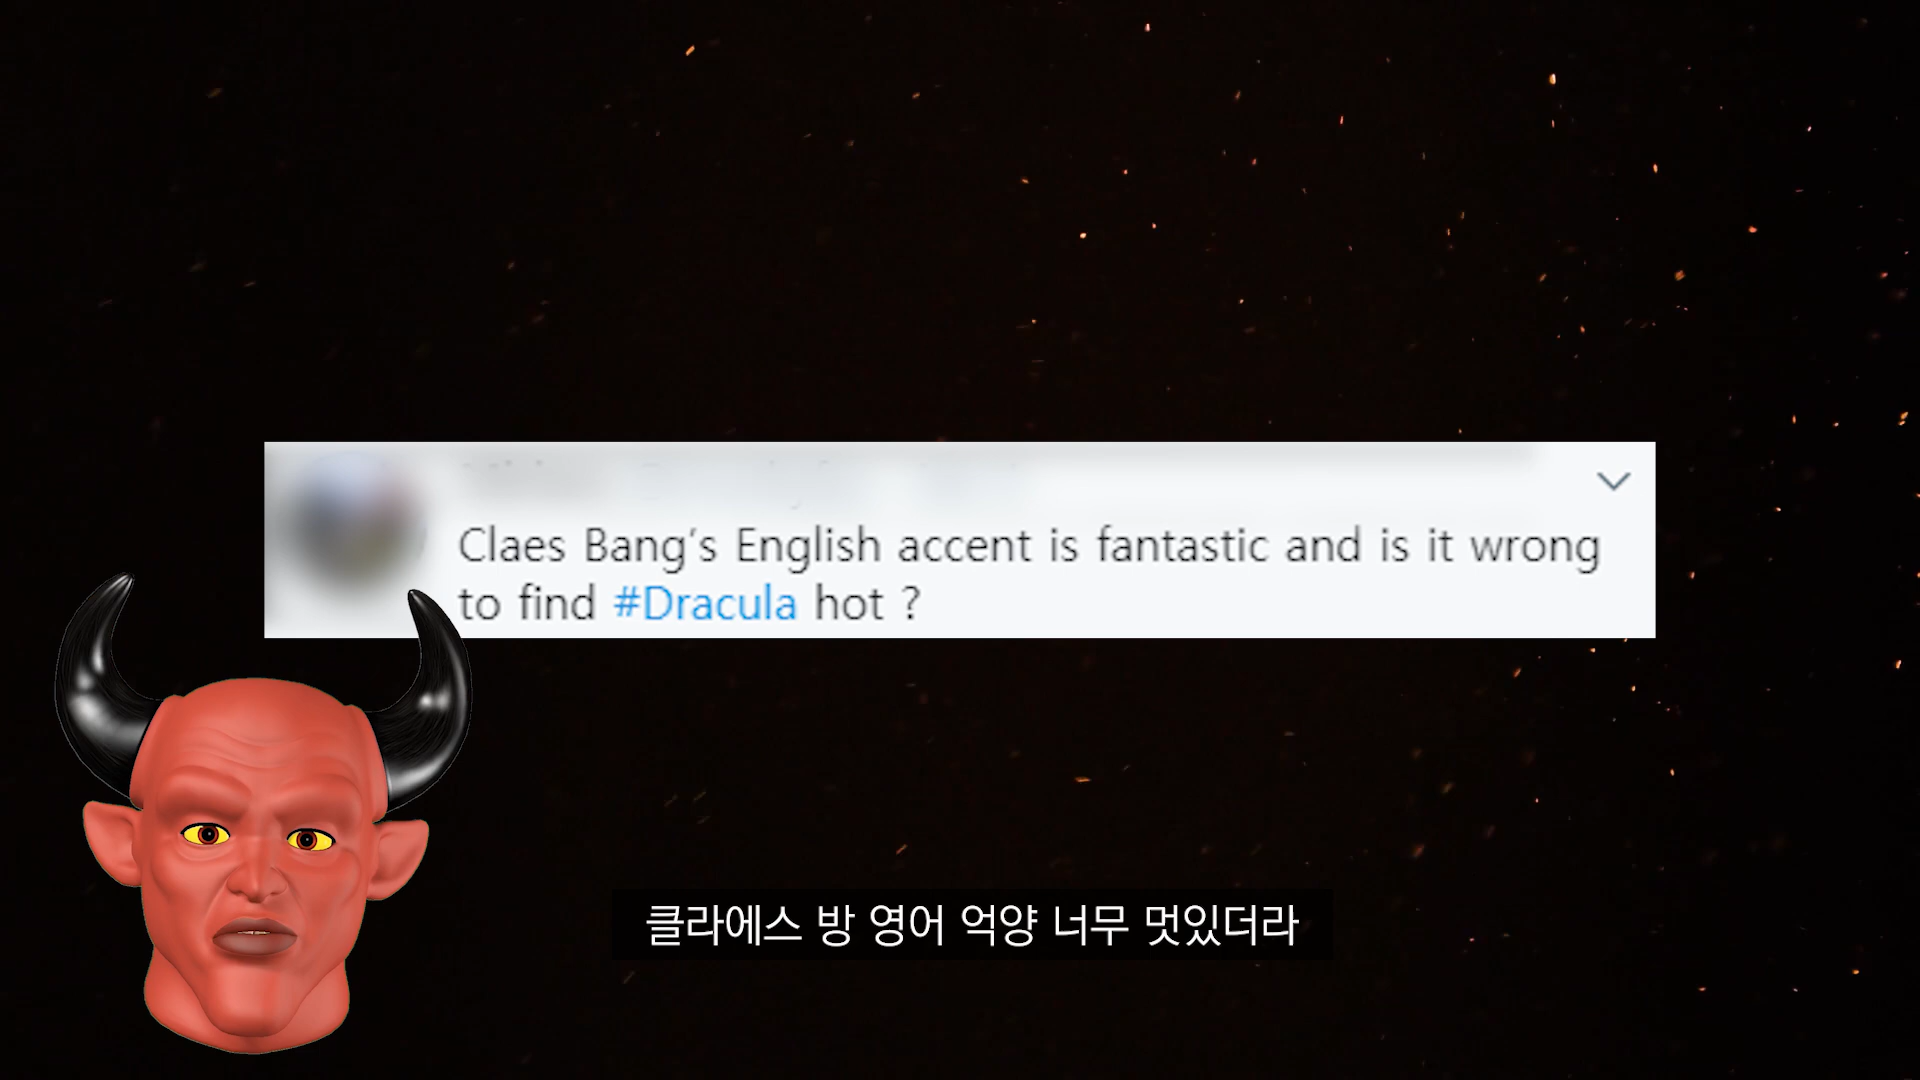 Claes Bang's English accent is fantastic and is it wrong
to find #Dracula hot ?
클라에스 방 영어 억양 너무 멋있더라